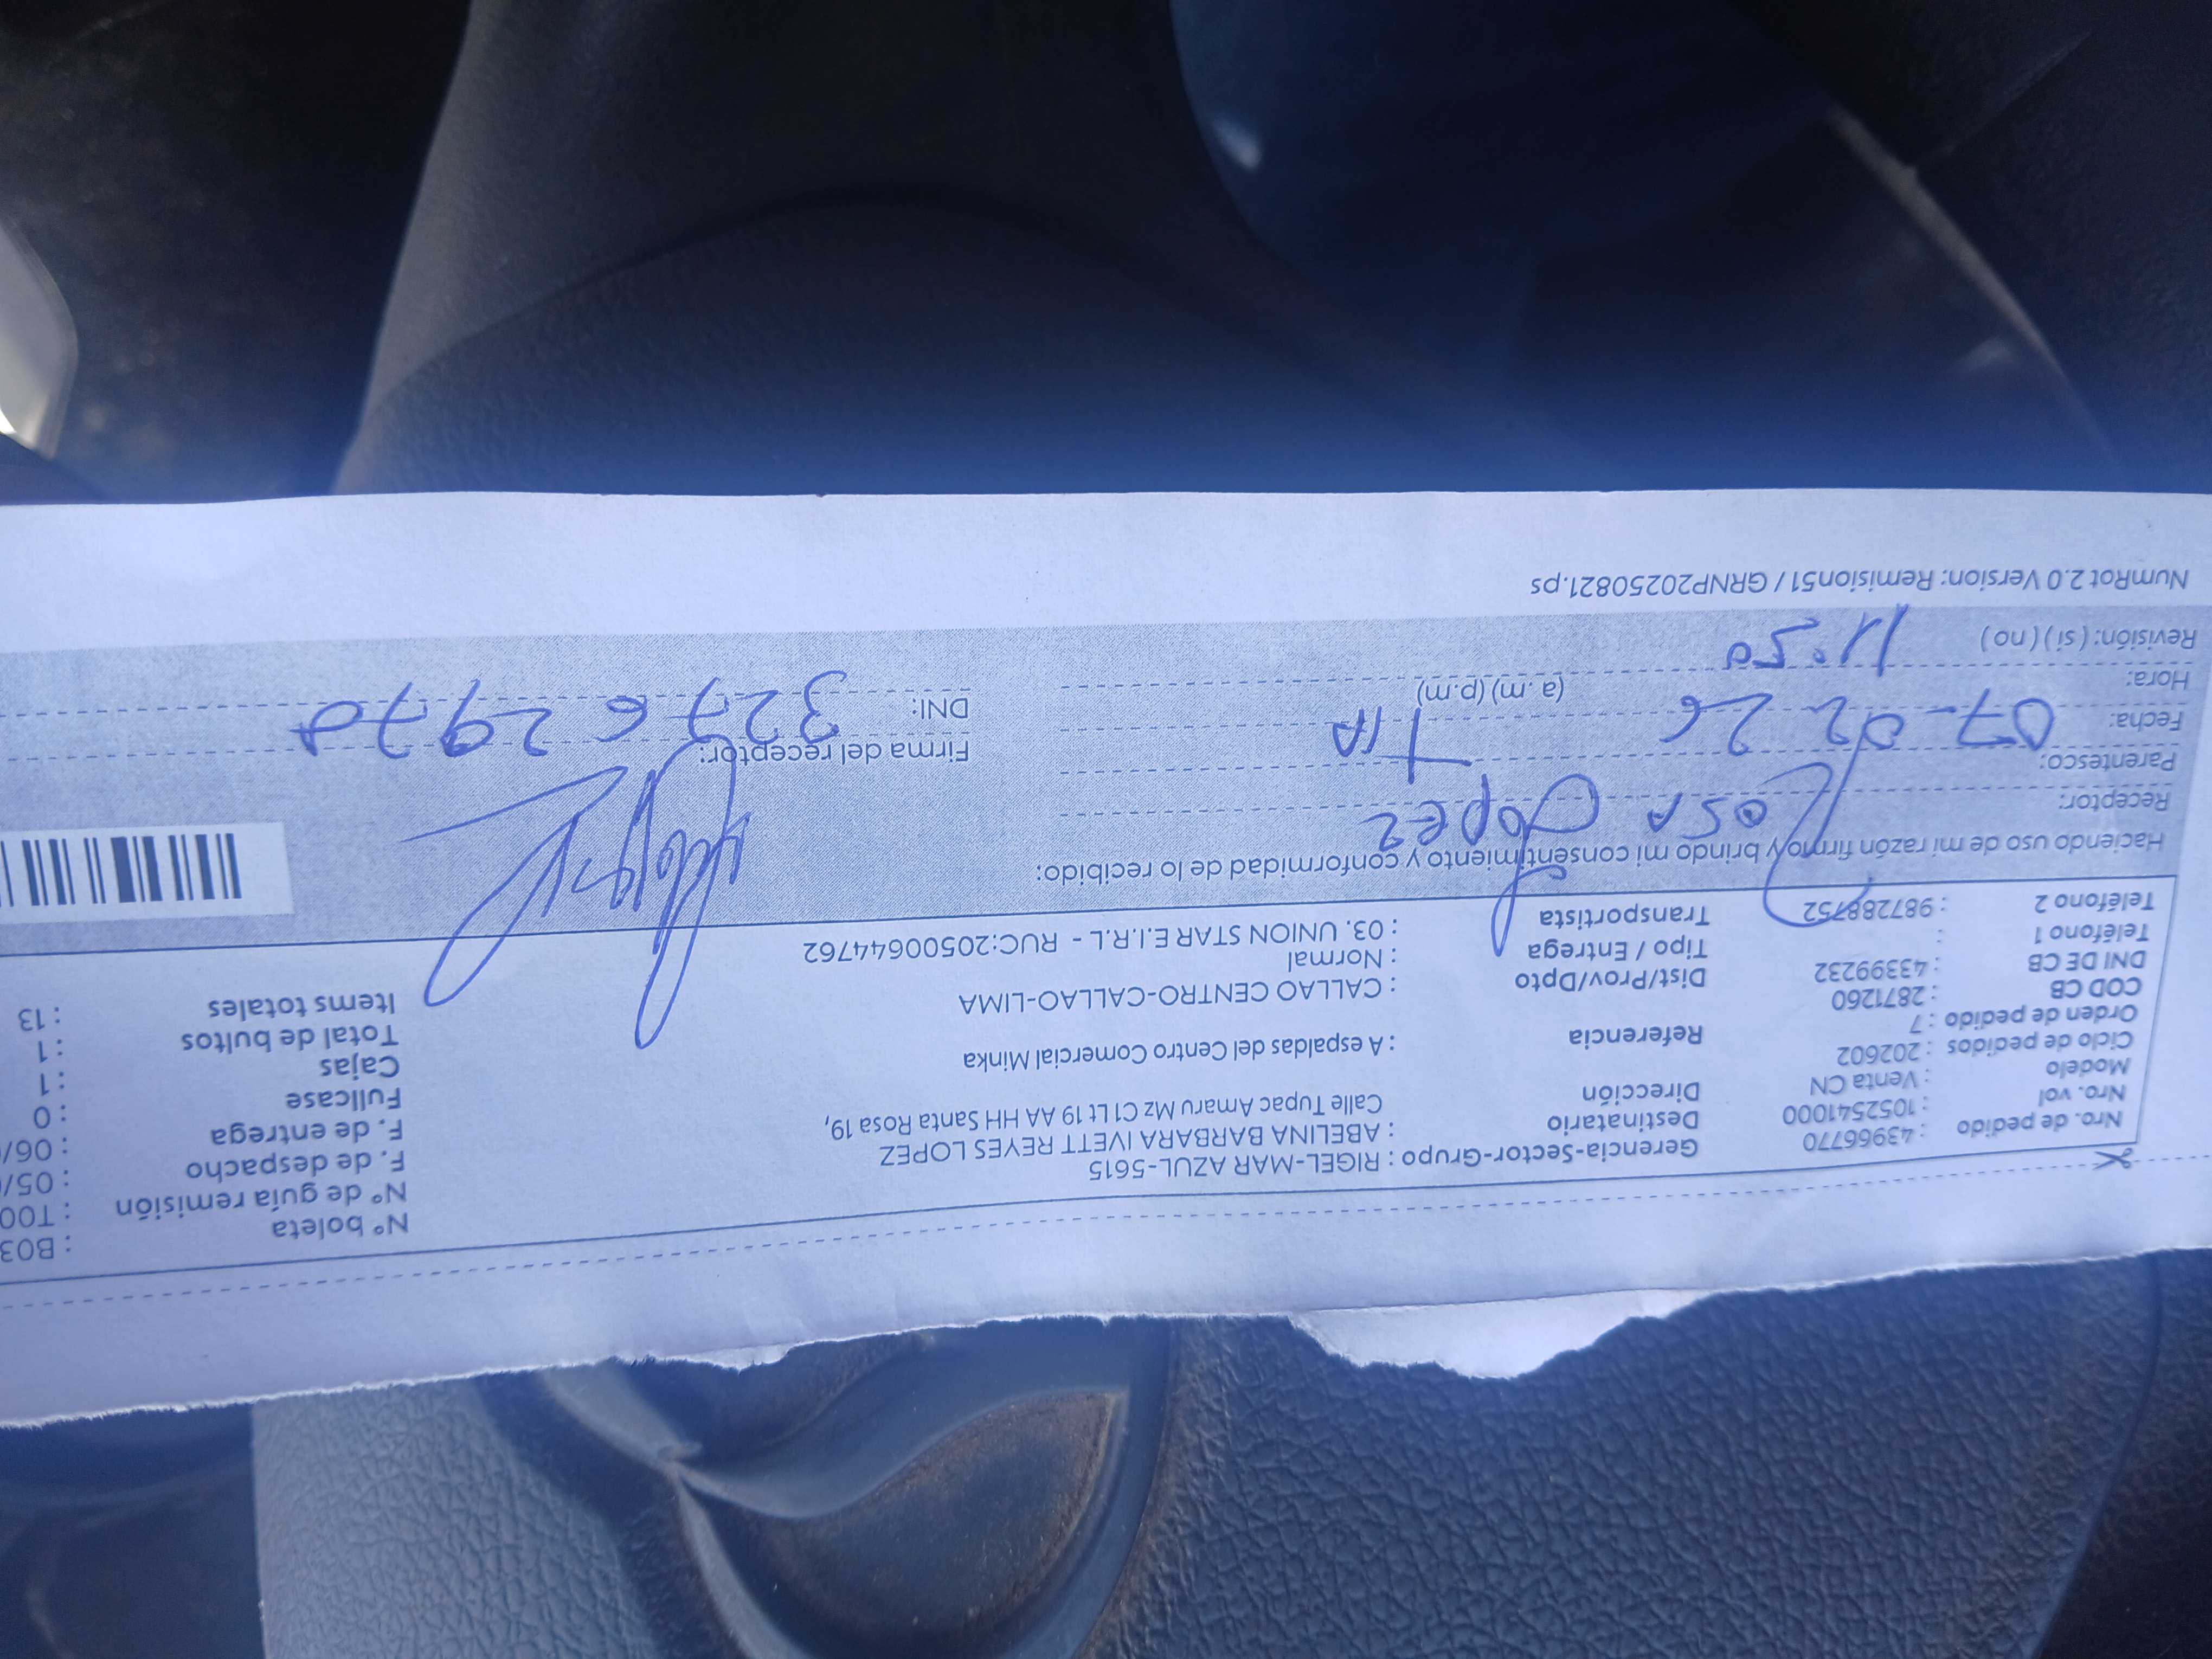 Nro. de pedido : 43966770 Gerencia-Sector-Grupo : RIGEL-MAR AZUL-5615 N° boleta : B03
Nro. vol : 1052541000 Destinatario : ABELINA BARBARA IVETT REYES LOPEZ N° de guía remisión : T00
Modelo : Venta CN Dirección Calle Tupac Amaru Mz C1 Lt 19 AA HH Santa Rosa 19, F. de despacho : 05/
Ciclo de pedidos : 202602 F. de entrega : 06/
Orden de pedido : 7 Referencia : A espaldas del Centro Comercial Minka Fullcase : 0
COD CB : 2871260 Cajas : 1
DNI DE CB : 43399232 Dist/Prov/Dpto : CALLAO CENTRO-CALLAO-LIMA Total de bultos : 1
Teléfono 1 : Tipo / Entrega : Normal Items totales : 13
Teléfono 2 : 987288752 Transportista : 03. UNION STAR E.I.R.L - RUC:20500644762
Haciendo uso de mi razón firmo y brindo mi consentimiento y conformidad de lo recibido:
Receptor: Rosa Lopez
Parentesco: TIA Firma del receptor:
Fecha: 07-02 26 DNI:
Hora: 11:50 (a. m) (p.m)
Revisión: ( si ) ( no )
NumRot 2.0 Version: Remision51 / GRNP20250821.ps